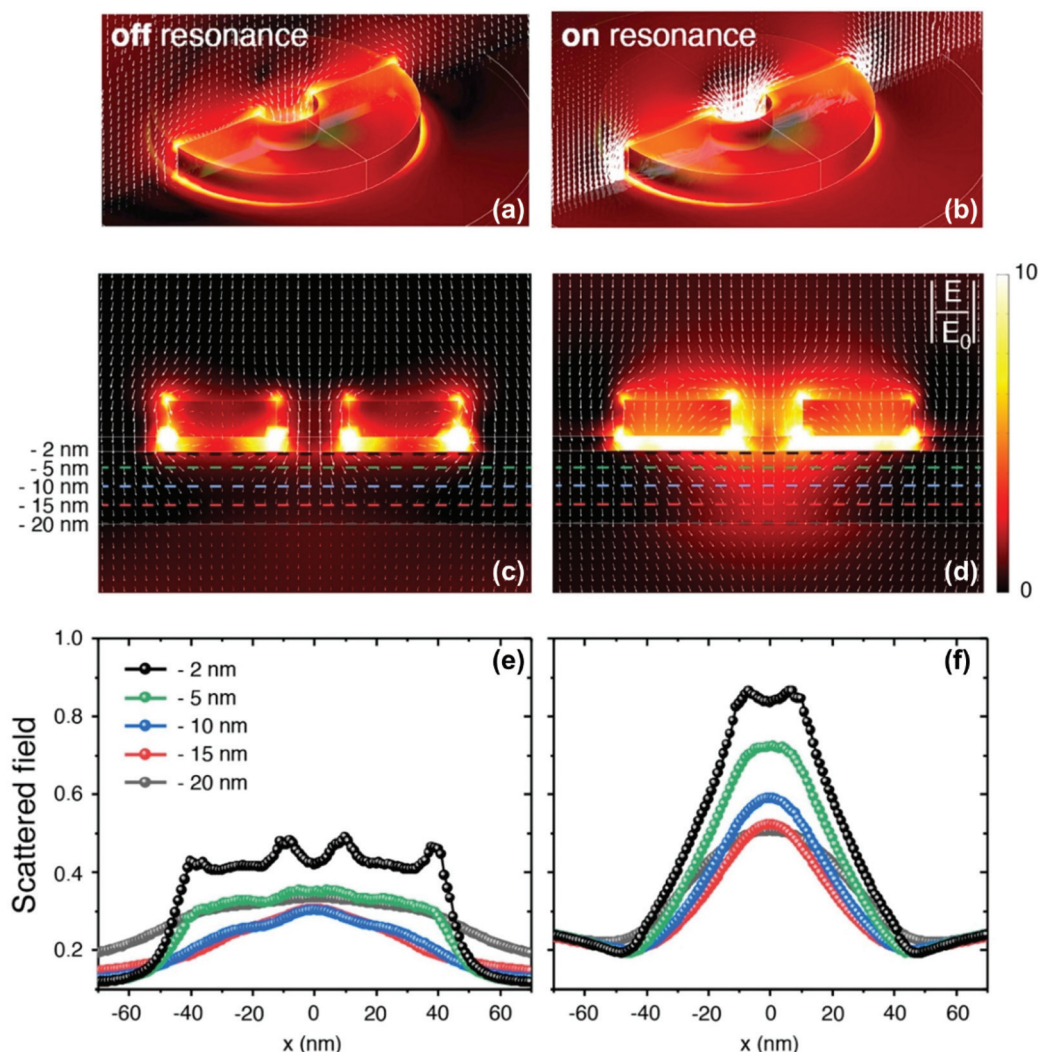 off resonance
(a)
on resonance
(b)
- 2 nm
- 5 nm
- 10 nm
- 15 nm
- 20 nm
(c)
(d)
|E/E0|
10
0
Scattered field
1.0
0.8
0.6
0.4
0.2
(e)
- 2 nm
- 5 nm
- 10 nm
- 15 nm
- 20 nm
-60 -40 -20 0 20 40 60
x (nm)
(f)
-60 -40 -20 0 20 40 60
x (nm)